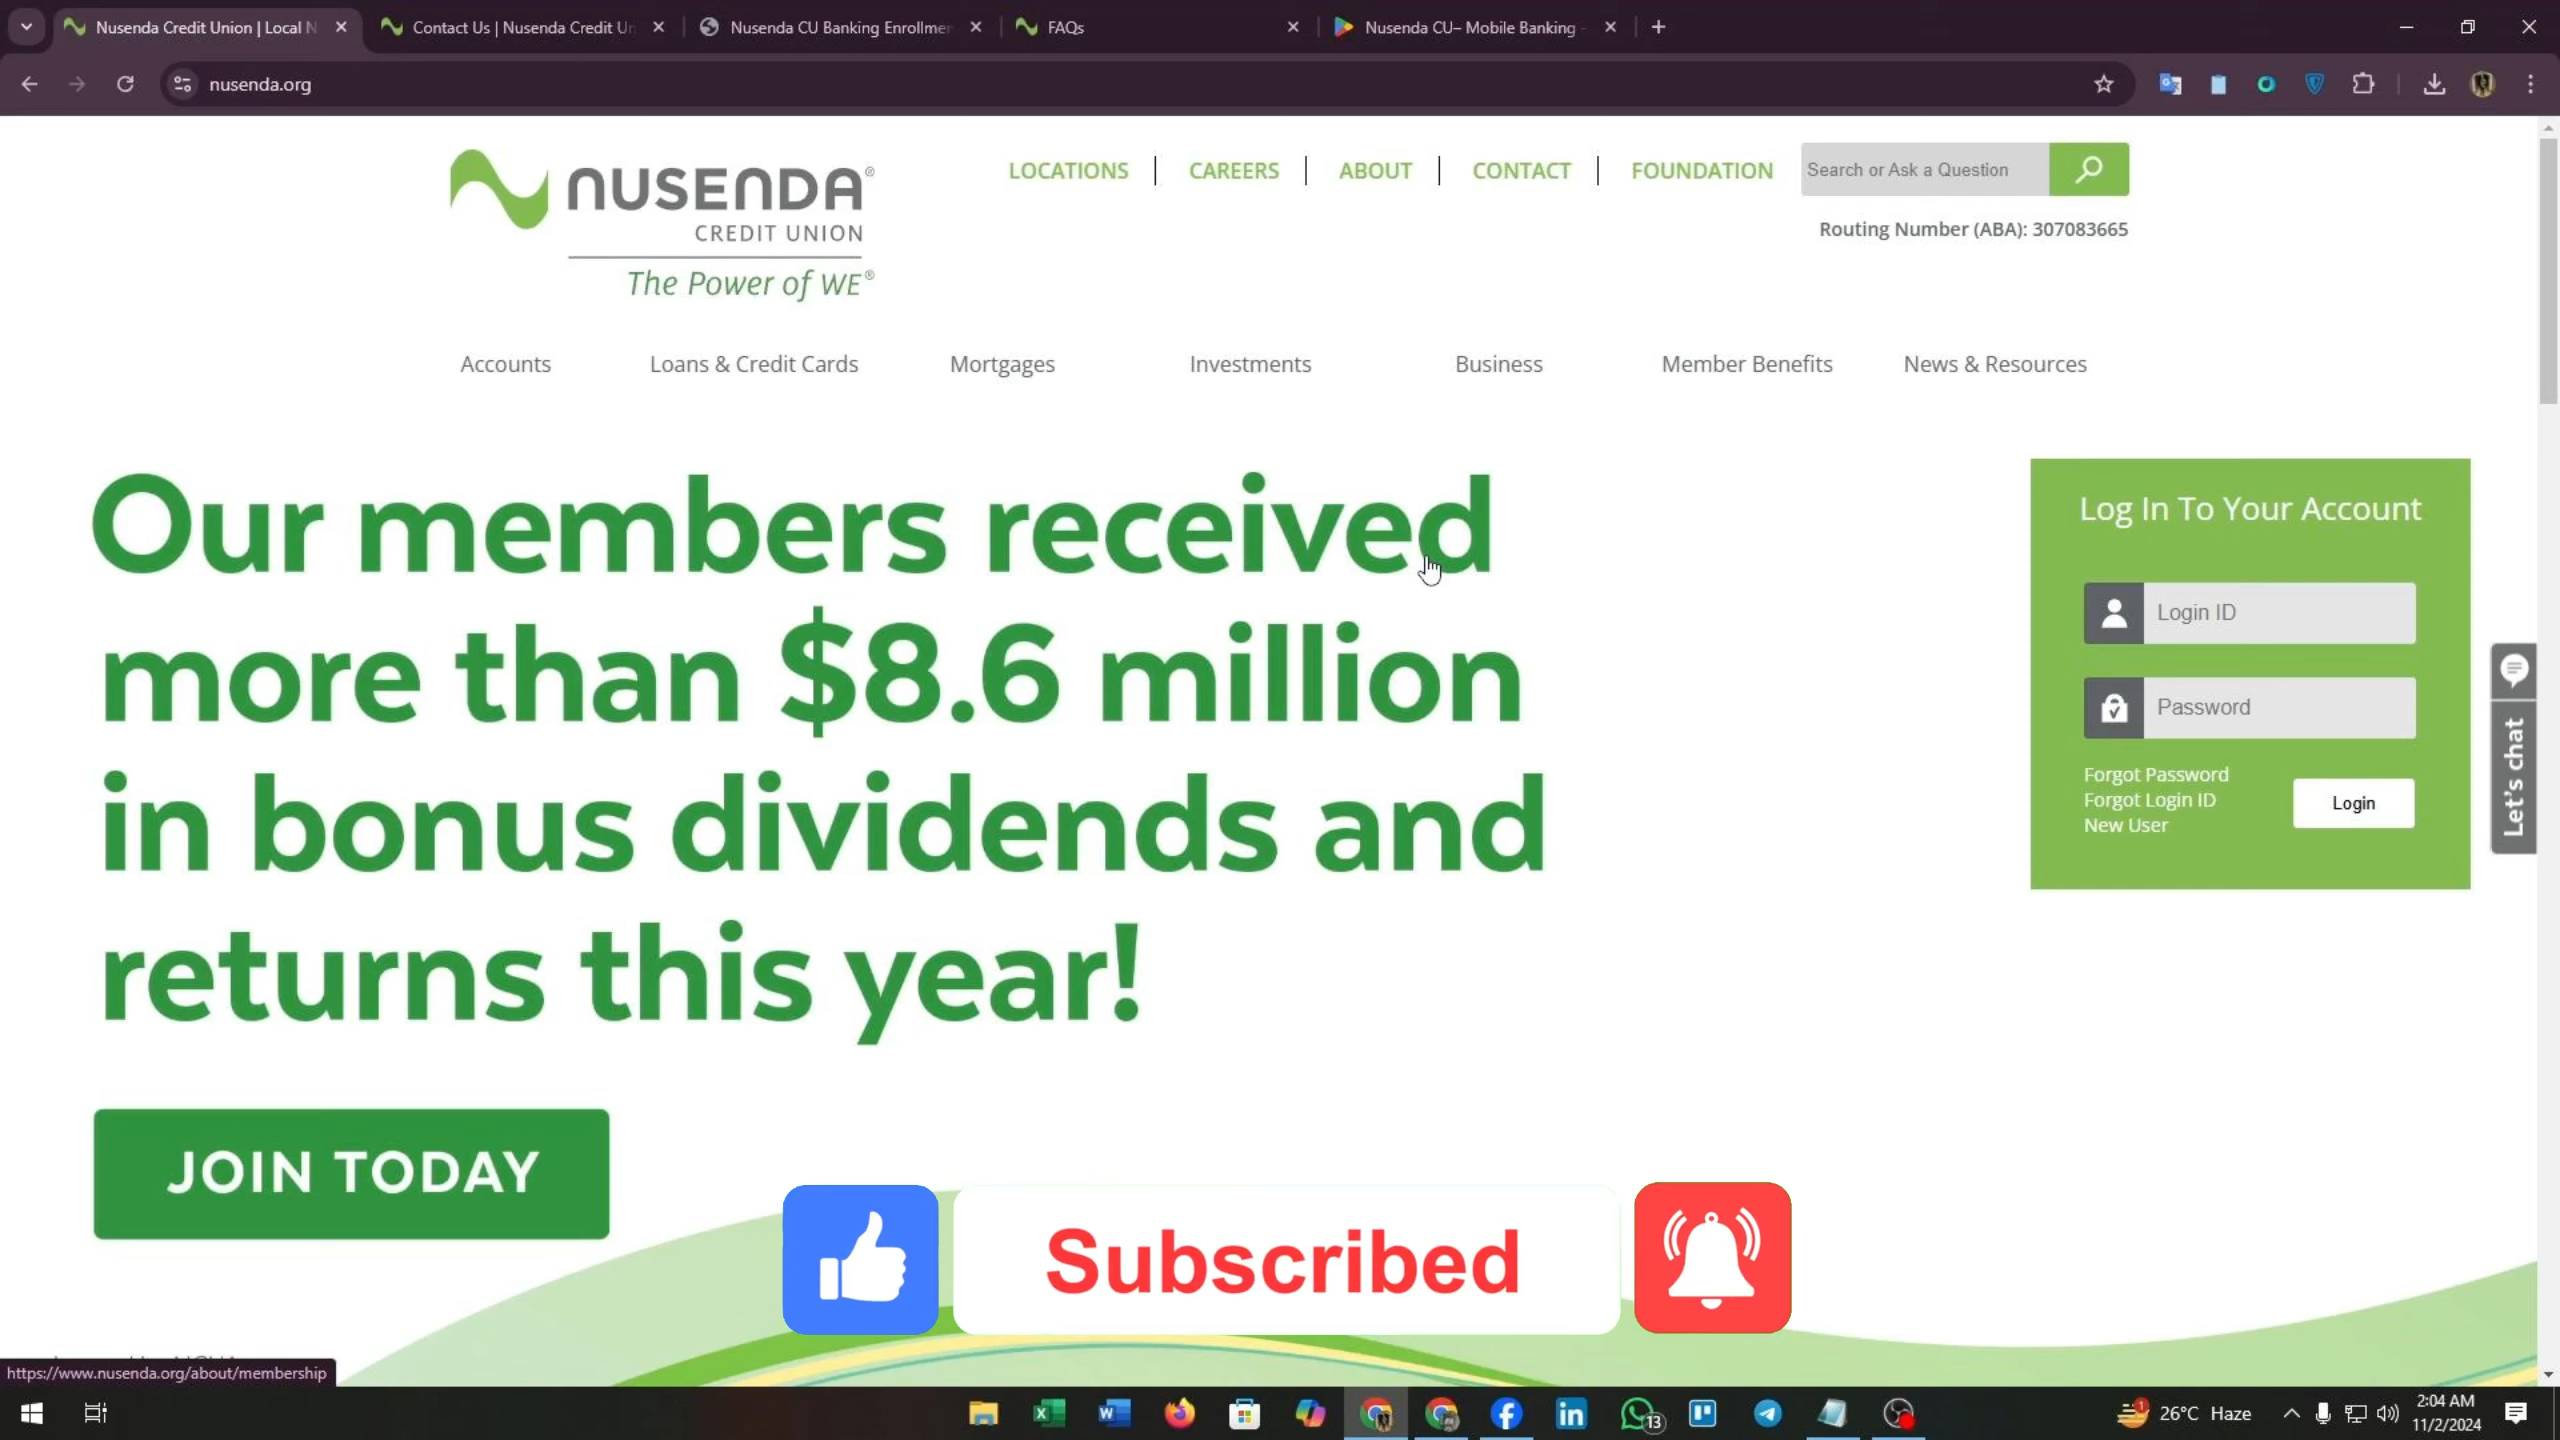 Nusenda Credit Union | Local N
Contact Us | Nusenda Credit Un
Nusenda CU Banking Enrollmen
FAQs
Nusenda CU– Mobile Banking -
nusenda.org
NUSENDA®
CREDIT UNION
The Power of WE®
LOCATIONS
CAREERS
ABOUT
CONTACT
FOUNDATION
Search or Ask a Question
Routing Number (ABA): 307083665
Accounts
Loans & Credit Cards
Mortgages
Investments
Business
Member Benefits
News & Resources
Our members received
more than $8.6 million
in bonus dividends and
returns this year!
JOIN TODAY
Log In To Your Account
Login ID
Password
Forgot Password
Forgot Login ID
New User
Login
Let's chat
Subscribed
https://www.nusenda.org/about/membership
13
1
26°C Haze
2:04 AM
11/2/2024